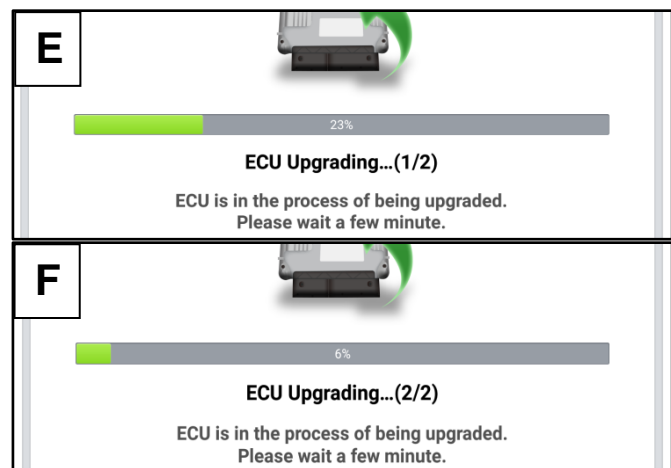 E
23%
ECU Upgrading...(1/2)
ECU is in the process of being upgraded.
Please wait a few minute.
F
6%
ECU Upgrading...(2/2)
ECU is in the process of being upgraded.
Please wait a few minute.